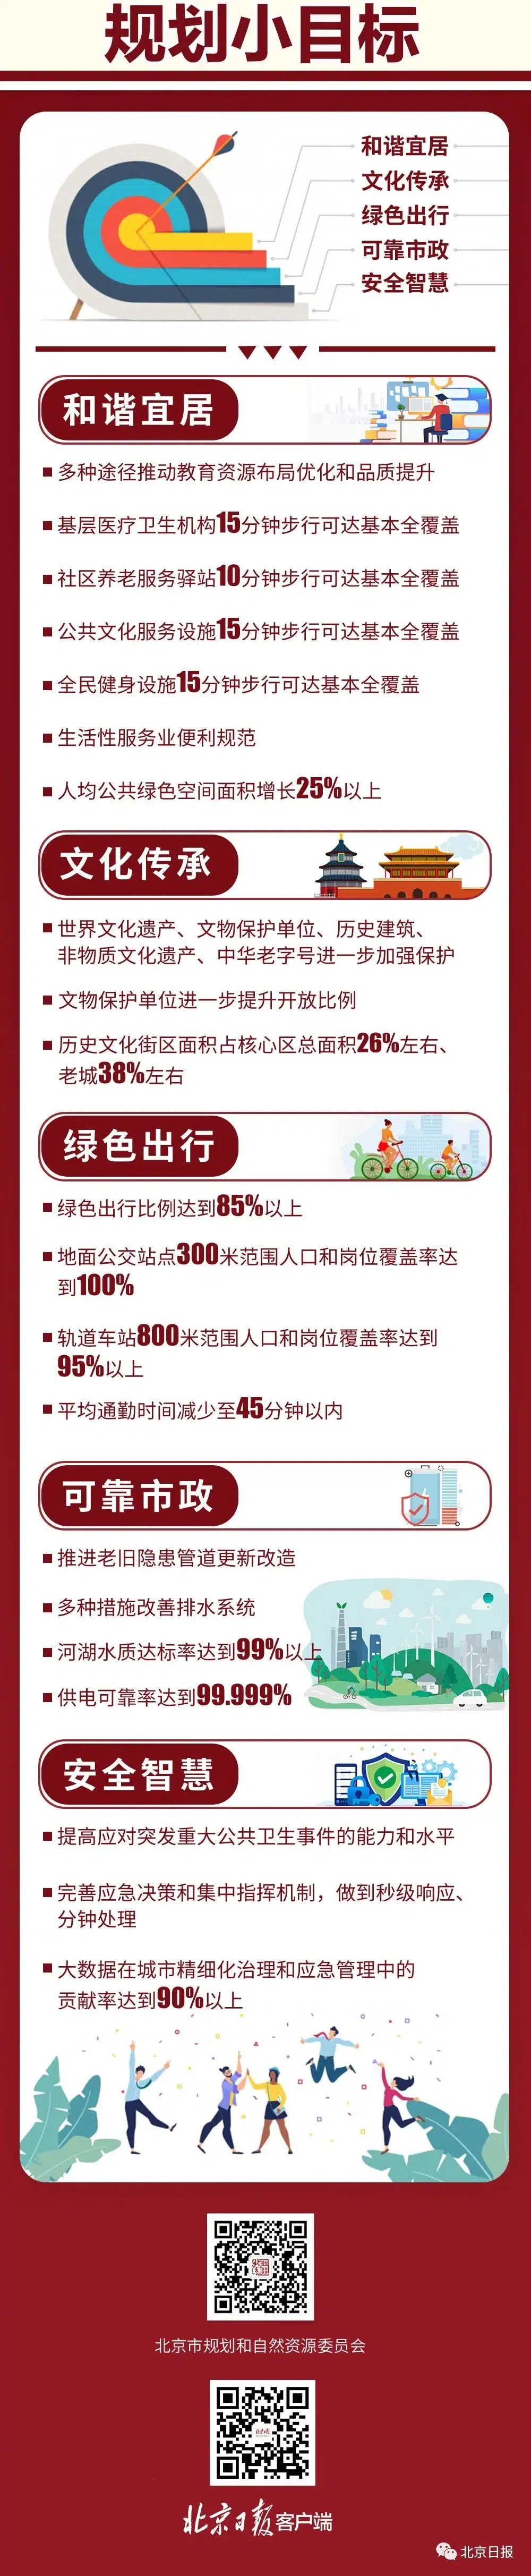 规划小目标
和谐宜居
文化传承
绿色出行
可靠市政
安全智慧
和谐宜居
多种途径推动教育资源布局优化和品质提升
基层医疗卫生机构15分钟步行可达基本全覆盖
社区养老服务驿站10分钟步行可达基本全覆盖
公共文化服务设施15分钟步行可达基本全覆盖
全民健身设施15分钟步行可达基本全覆盖
生活性服务业便利规范
人均公共绿色空间面积增长25%以上
文化传承
世界文化遗产、文物保护单位、历史建筑、
非物质文化遗产、中华老字号进一步加强保护
文物保护单位进一步提升开放比例
历史文化街区面积占核心区总面积26%左右、
老城38%左右
绿色出行
绿色出行比例达到85%以上
地面公交站点300米范围人口和岗位覆盖率达
到100%
轨道车站800米范围人口和岗位覆盖率达到
95%以上
平均通勤时间减少至45分钟以内
可靠市政
推进老旧隐患管道更新改造
多种措施改善排水系统
河湖水质达标率达到99%以上
供电可靠率达到99.999%
安全智慧
提高应对突发重大公共卫生事件的能力和水平
完善应急决策和集中指挥机制，做到秒级响应、
分钟处理
大数据在城市精细化治理和应急管理中的
贡献率达到90%以上
北京市规划和自然资源委员会
北京日报客户端
北京日报